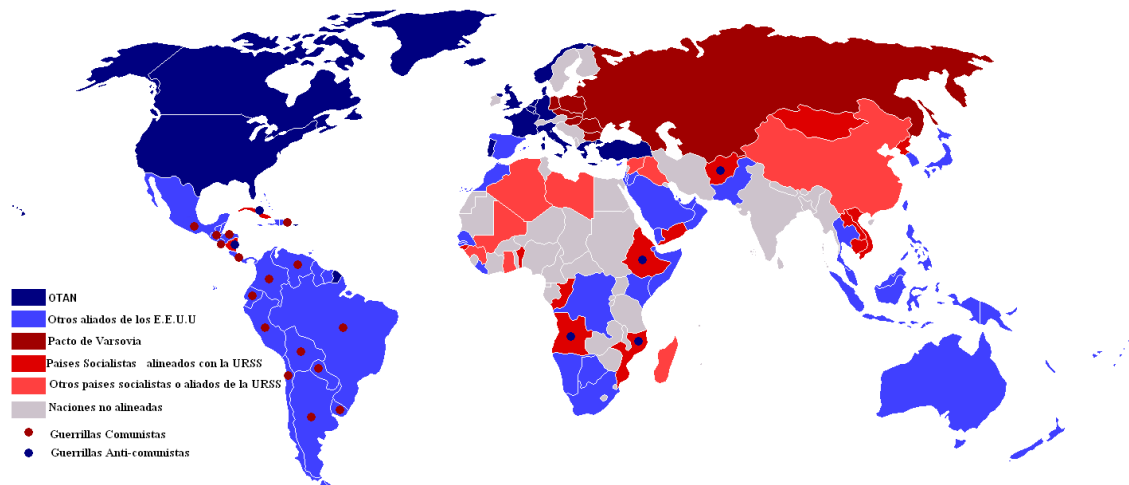 OTAN
Otros aliados de los E.E.U.U
Pacto de Varsovia
Paises Socialistas alineados con la URSS
Otros paises socialistas o aliados de la URSS
Naciones no alineadas
Guerrillas Comunistas
Guerrillas Anti-comunistas